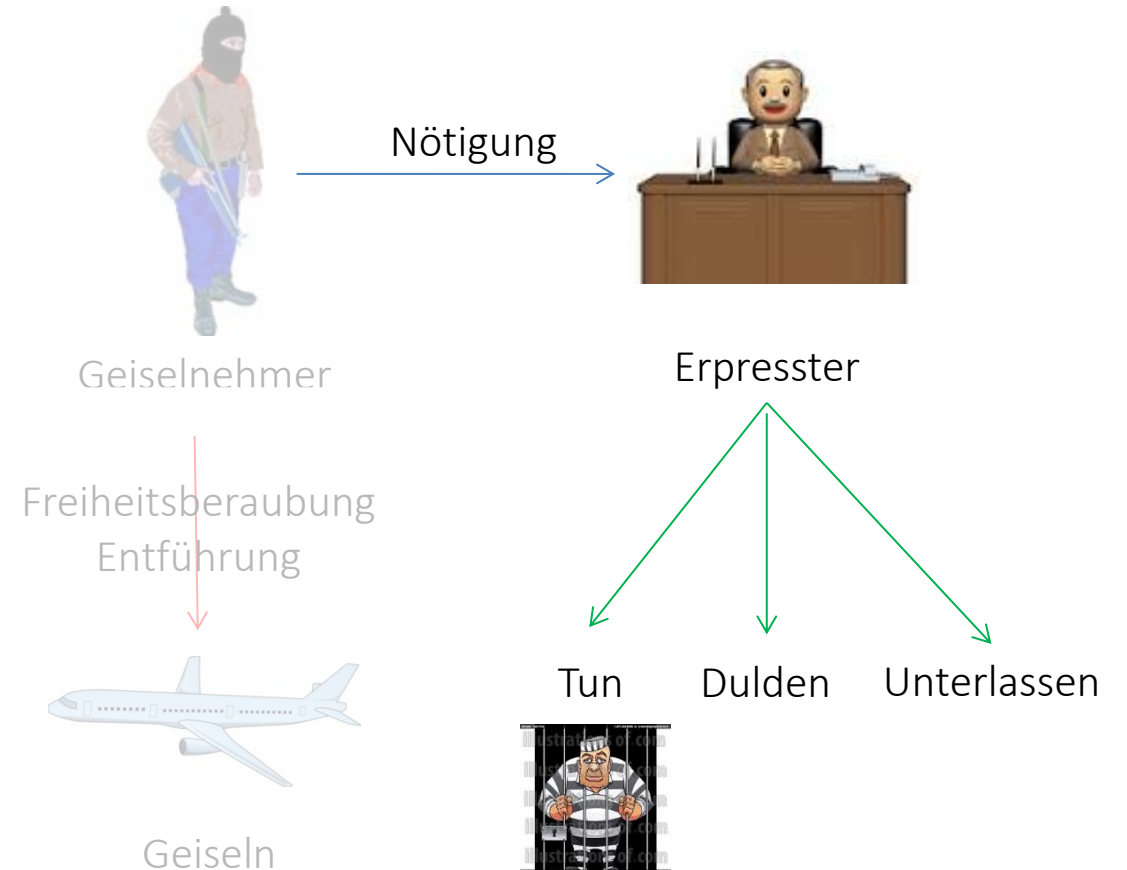 Nötigung
Geiselnehmer
Erpresster
Freiheitsberaubung
Entführung
Tun
Dulden
Unterlassen
Geiseln